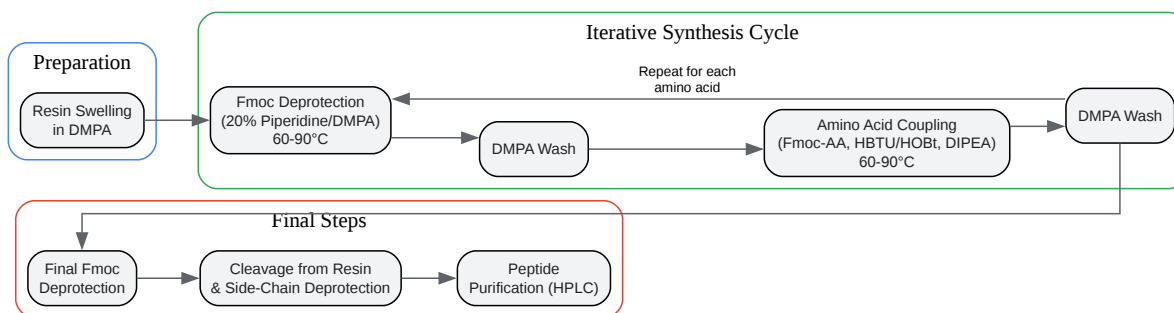 Preparation
Resin Swelling
in DMPA
Iterative Synthesis Cycle
Repeat for each
amino acid
Fmoc Deprotection
(20% Piperidine/DMPA)
60-90°C
DMPA Wash
Amino Acid Coupling
(Fmoc-AA, HBTU/HOBt, DIPEA)
60-90°C
DMPA Wash
Final Steps
Final Fmoc
Deprotection
Cleavage from Resin
& Side-Chain Deprotection
Peptide
Purification (HPLC)